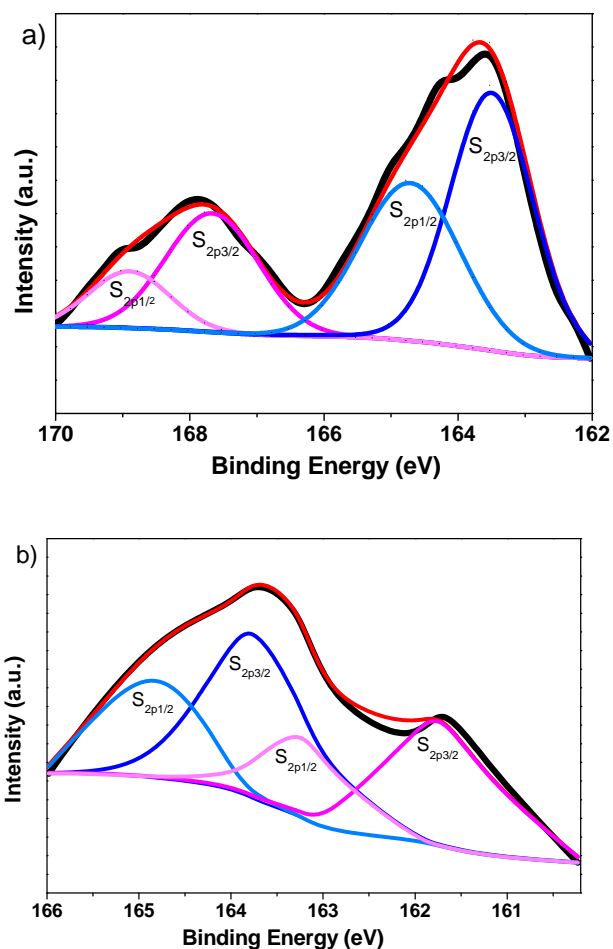 a)
Intensity (a.u.)
S2p3/2
S2p1/2
S2p3/2
S2p1/2
170 168 166 164 162
Binding Energy (eV)
b)
Intensity (a.u.)
S2p1/2
S2p3/2
S2p1/2
S2p3/2
166 165 164 163 162 161
Binding Energy (eV)